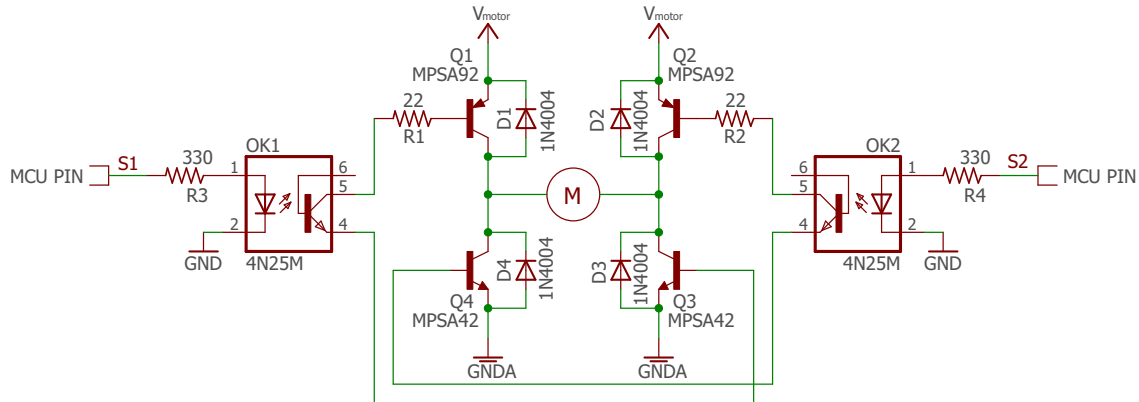 Vmotor
Vmotor
Q1
MPSA92
Q2
MPSA92
D1
1N4004
D2
1N4004
22
R1
22
R2
MCU PIN
S1
330
R3
OK1
1
2
6
5
4
4N25M
GND
M
OK2
6
5
4
1
2
4N25M
GND
330
R4
S2
MCU PIN
D4
1N4004
D3
1N4004
Q4
MPSA42
Q3
MPSA42
GNDA
GNDA